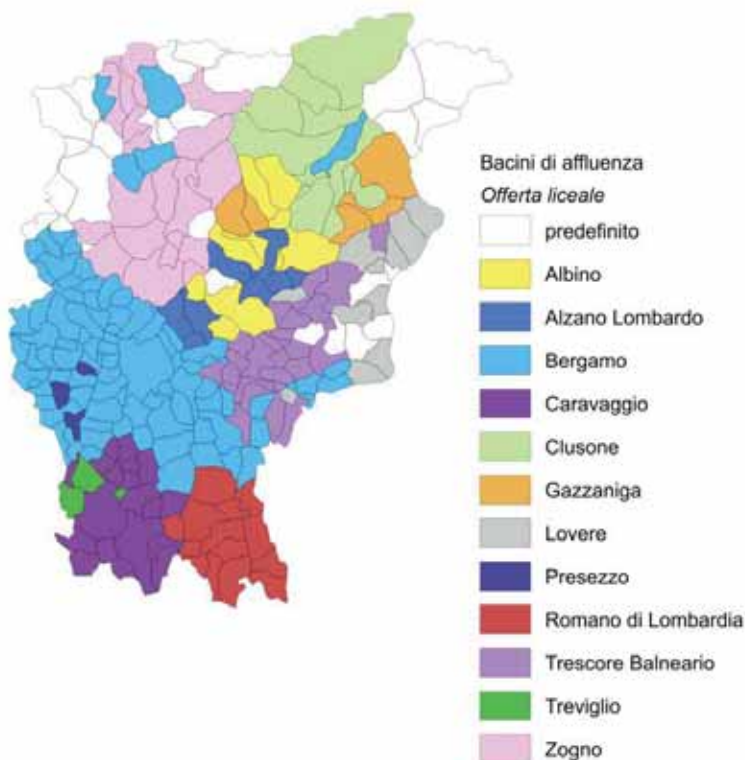 Bacini di affluenza
Offerta liceale
predefinito
Albino
Alzano Lombardo
Bergamo
Caravaggio
Clusone
Gazzaniga
Lovere
Presezzo
Romano di Lombardia
Trescore Balneario
Treviglio
Zogno